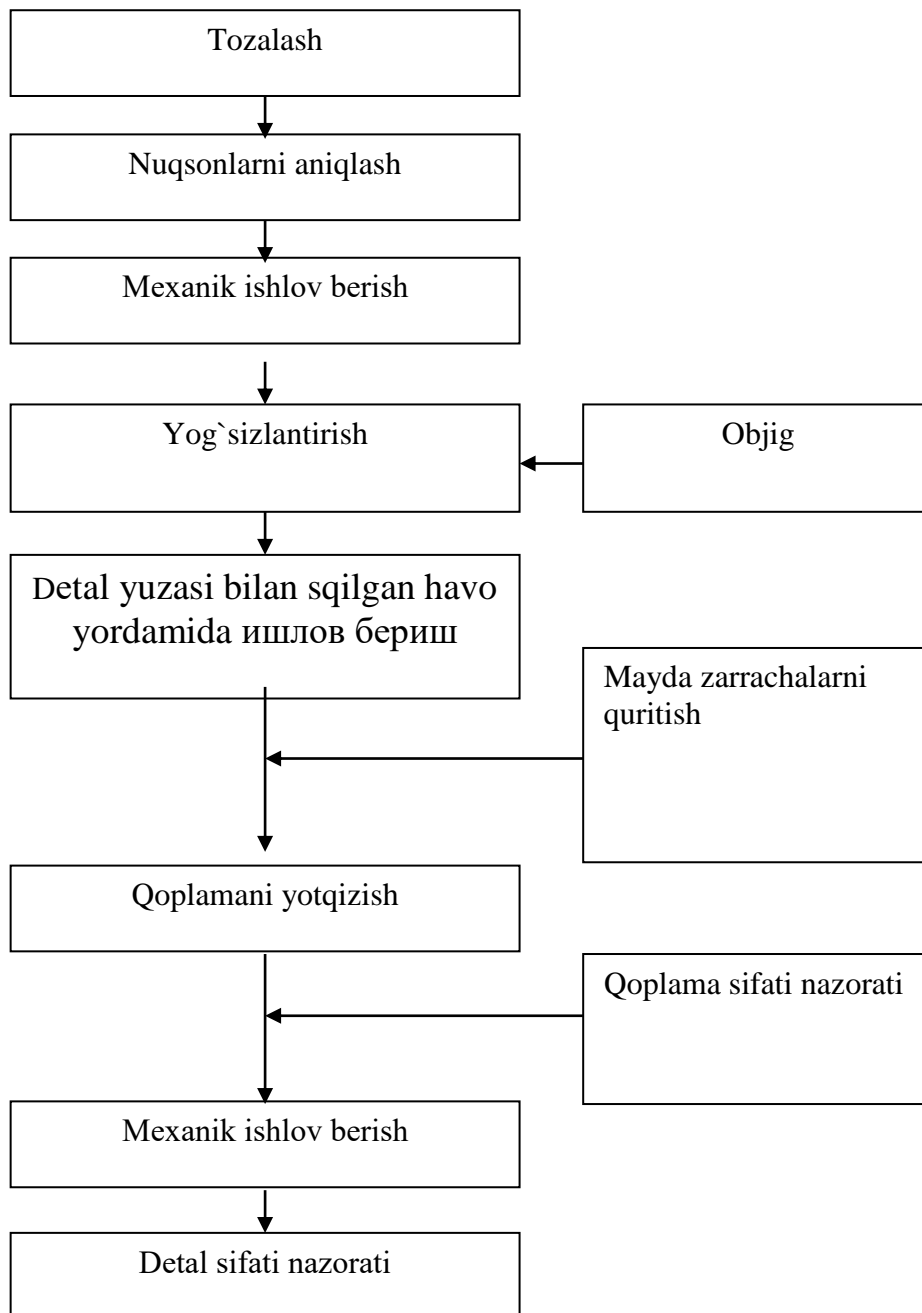 Tozalash
Nuqsonlarni aniqlash
Mexanik ishlov berish
Yog`sizlantirish
Objig
Detal yuzasi bilan sqilgan havo
yordamida ишлов бериш
Mayda zarrachalarni
quritish
Qoplamani yotqizish
Qoplama sifati nazorati
Mexanik ishlov berish
Detal sifati nazorati